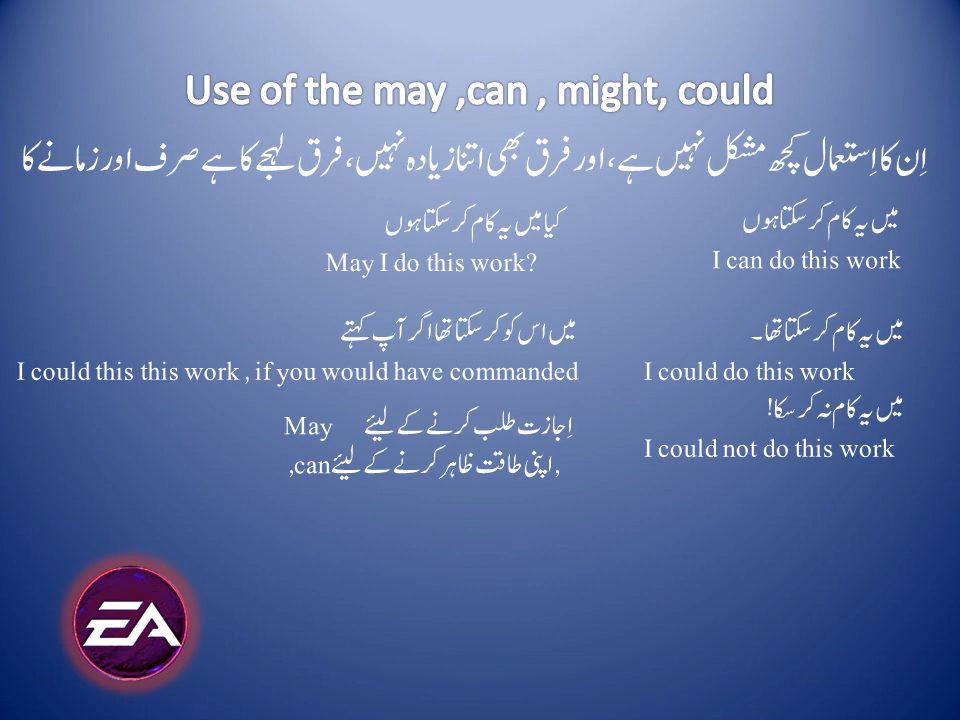 Use of the may ,can , might, could
اِن کا اِستعمال کچھ مشکل نہیں ہے ، اور فرق بھی اتنا زیادہ نہیں ، فرق لہجے کا ہے صرف اور زمانے کا
میں یہ کام کر سکتا ہوں
I can do this work
کیا میں یہ کام کر سکتا ہوں
May I do this work?
میں یہ کام کر سکتا تھا۔
I could do this work
میں یہ کام نہ کر سکا!
I could not do this work
میں اس کو کر سکتا تھا اگر آپ کہتے
I could this this work , if you would have commanded
اِجازت طلب کرنے کے لیئے May
,اپنی طاقت ظاہر کرنے کے لیئے can,
EA